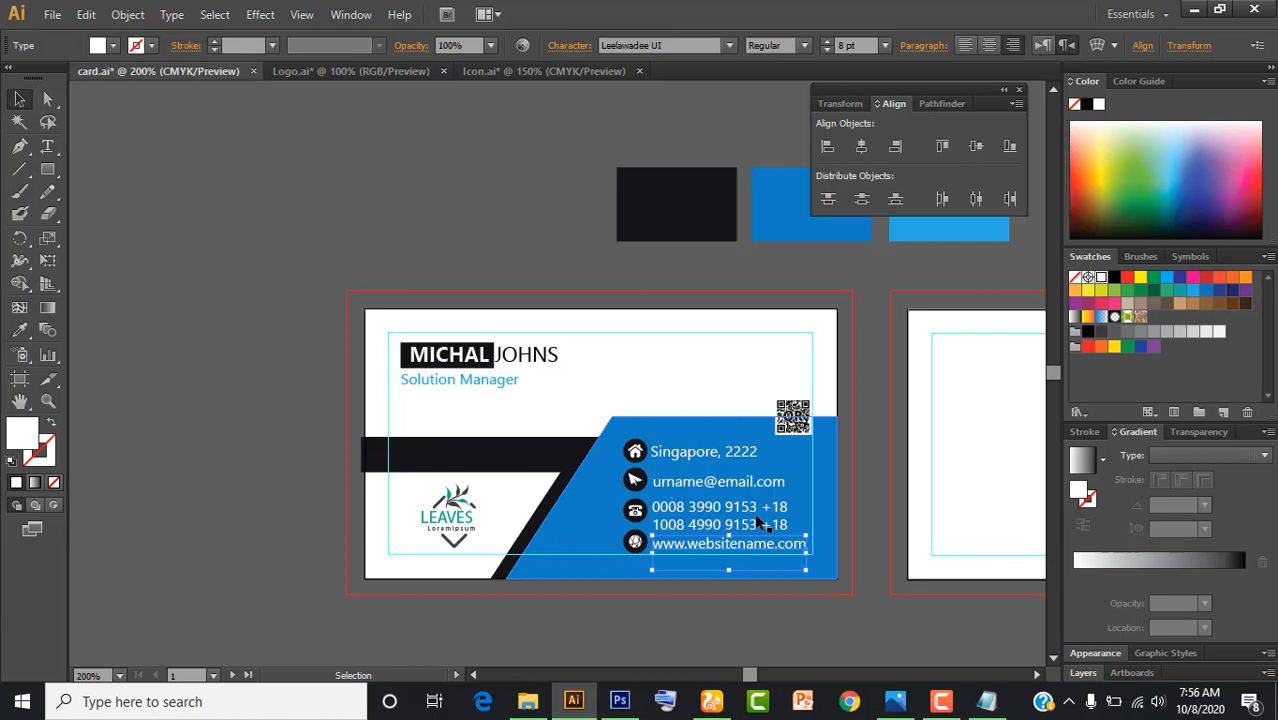 Ai File Edit Object Type Select Effect View Window Help Br Essentials
Type Stroke: Opacity: 100% Character: Leelawadee UI Regular 8 pt Paragraph: Align Transform
card.ai* @ 200% (CMYK/Preview) Logo.ai* @ 100% (RGB/Preview) Icon.ai* @ 150% (CMYK/Preview)
Color Color Guide
Transform Align Pathfinder
Align Objects:
Distribute Objects:
Swatches Brushes Symbols
MICHAL JOHNS
Solution Manager
Singapore, 2222
urname@email.com
0008 3990 9153 +18
1008 4990 9153 +18
www.websitename.com
LEAVES
Loremipsum
Stroke Gradient Transparency
Type:
Stroke:
Opacity:
Location:
Appearance Graphic Styles
Layers Artboards
200% 1 Selection
Type here to search
Ai Ps
7:56 AM
10/8/2020
8